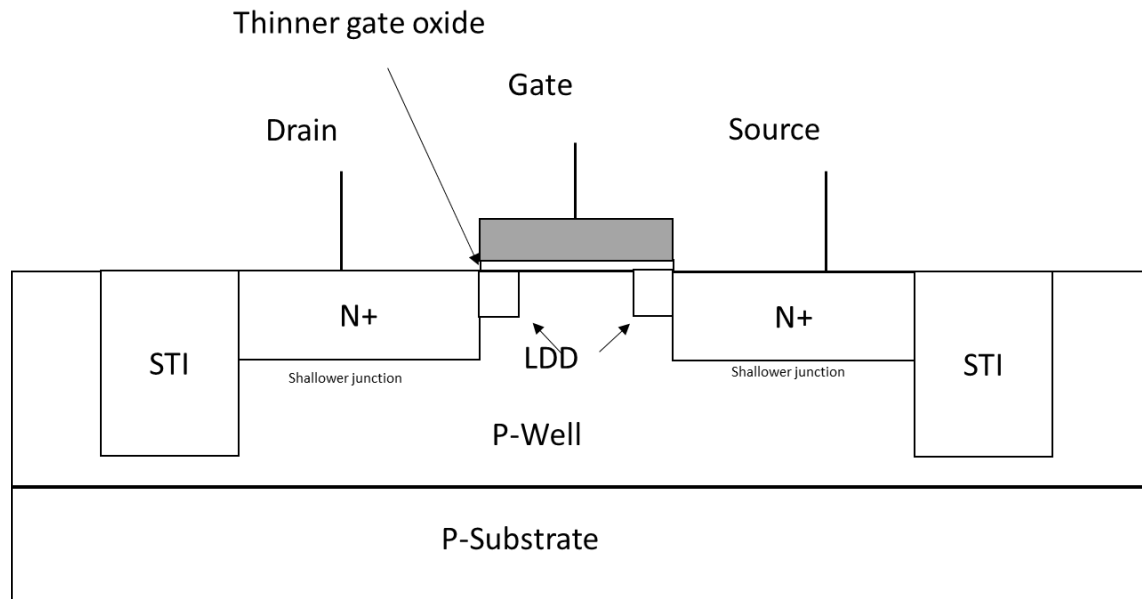 Thinner gate oxide
Gate
Drain
Source
N+
N+
STI
LDD
STI
Shallower junction
Shallower junction
P-Well
P-Substrate